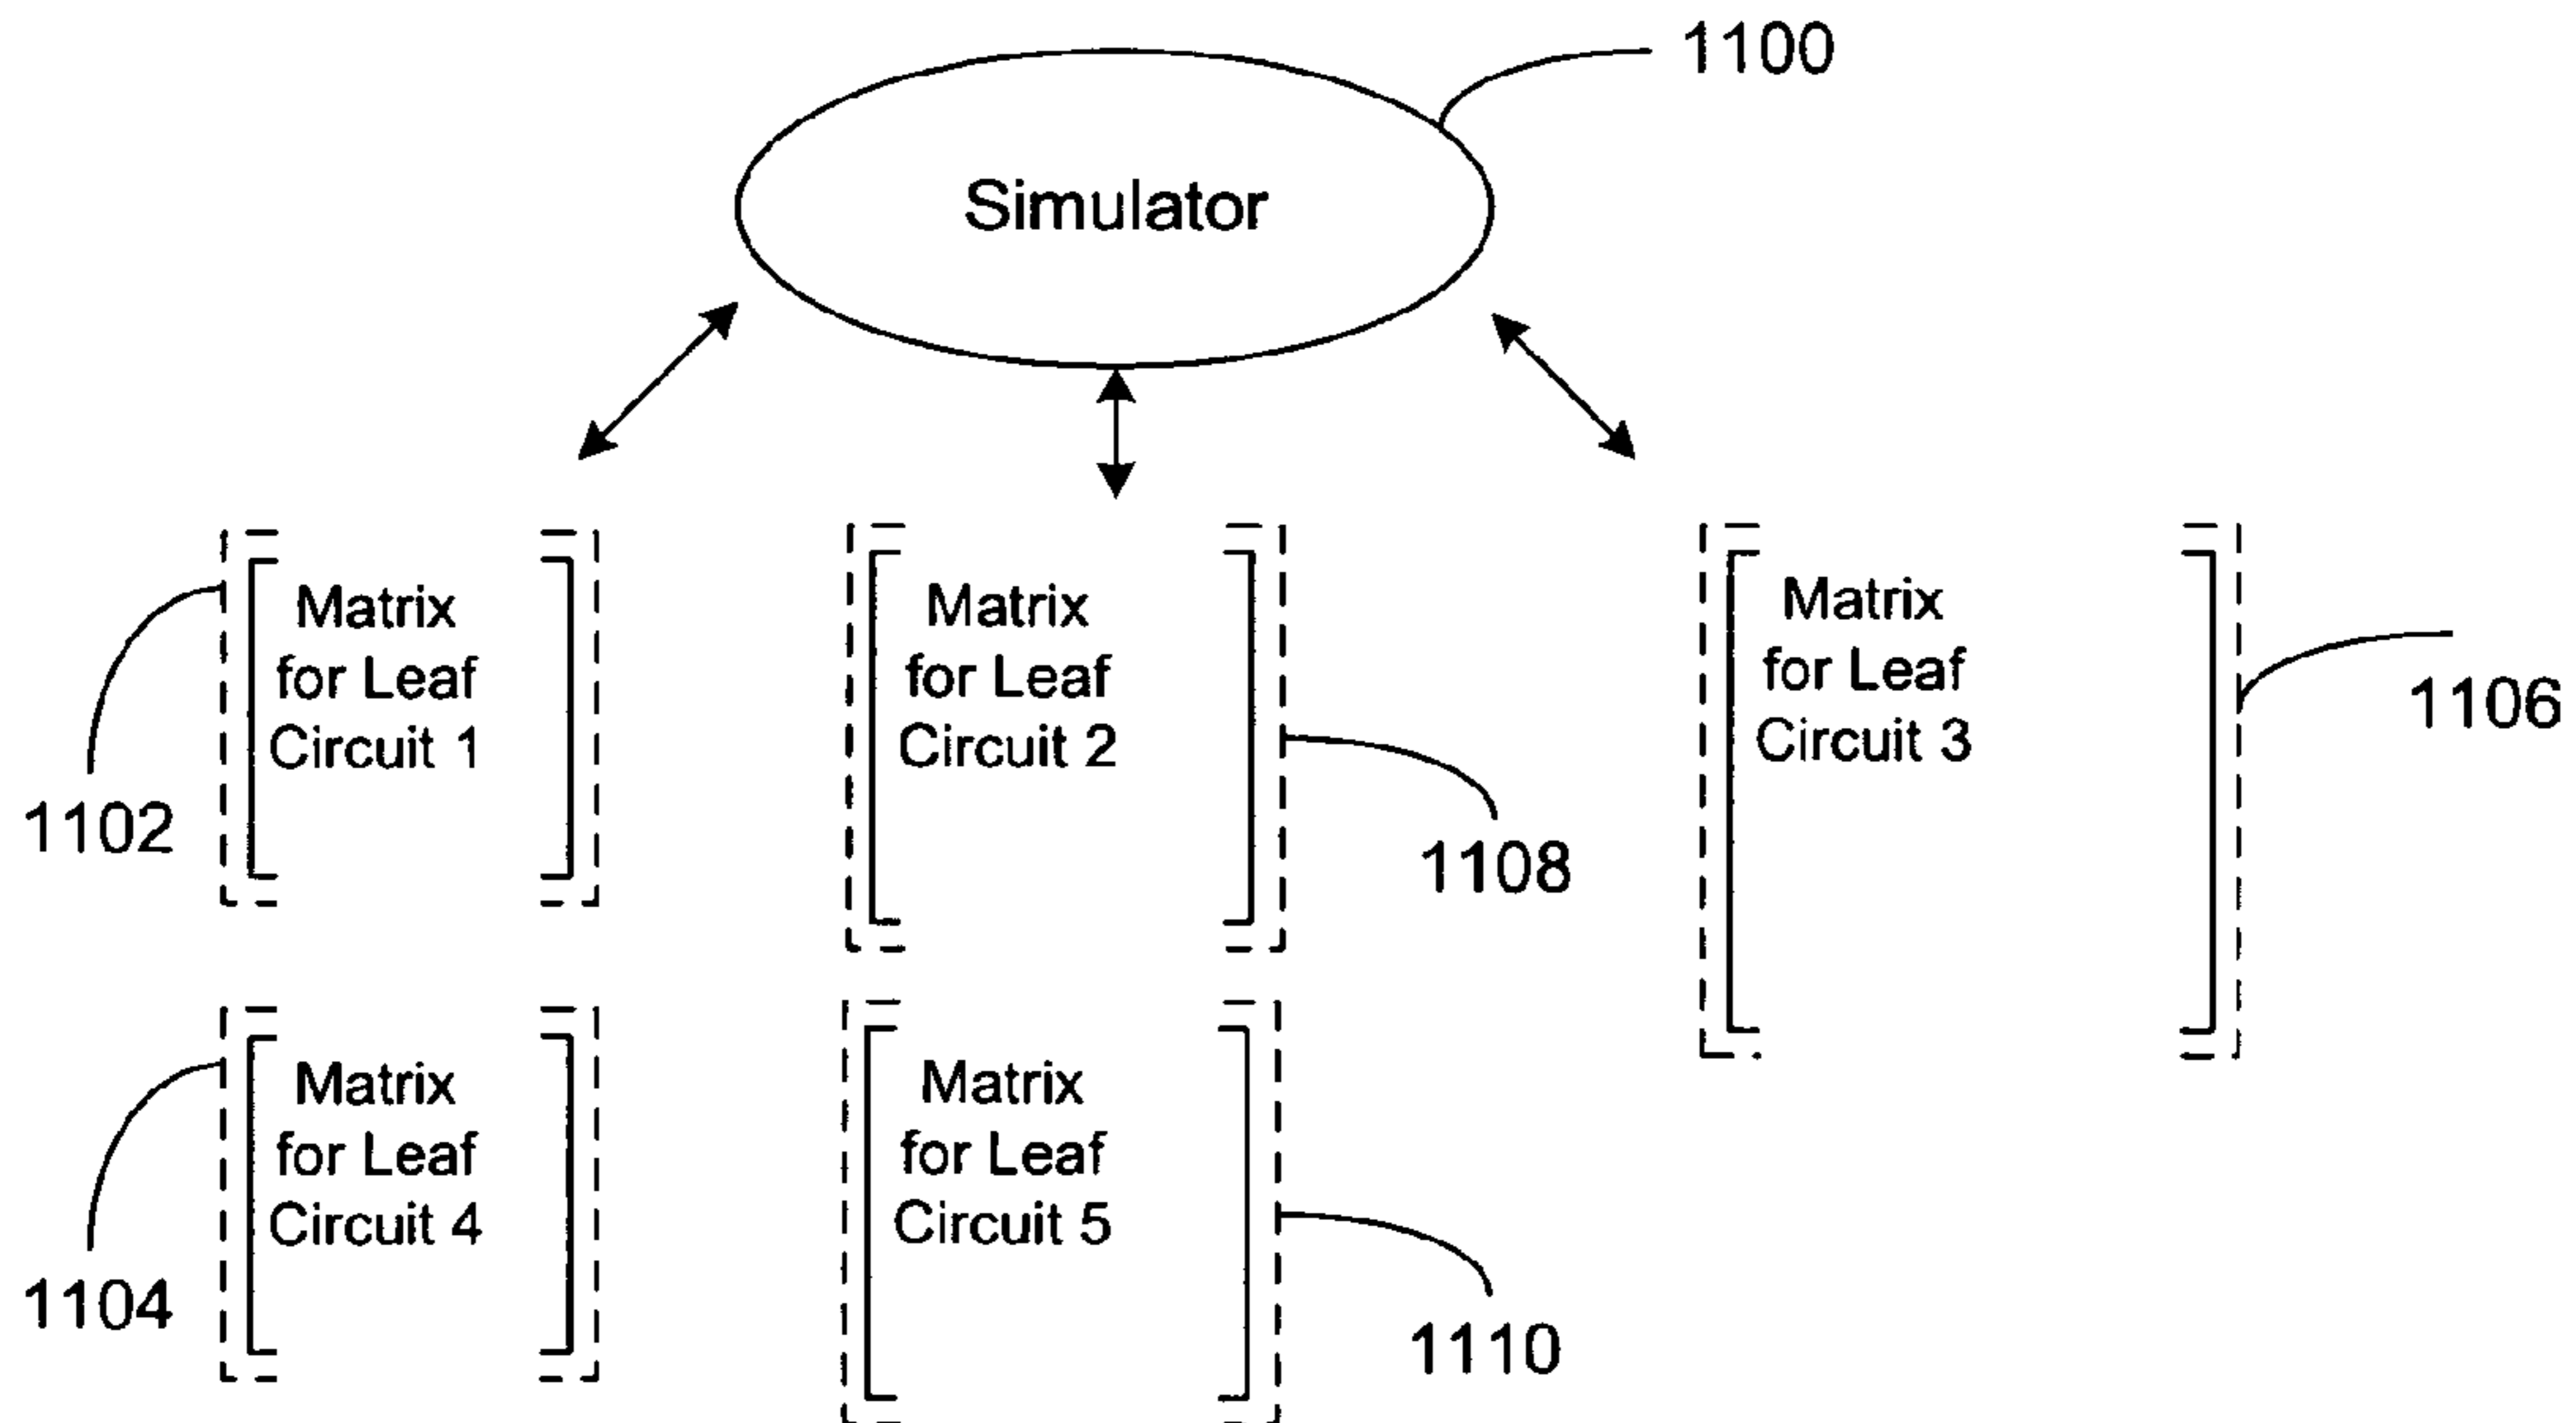 1100
Simulator
Matrix
for Leaf
Circuit 1
1102
Matrix
for Leaf
Circuit 2
1108
Matrix
for Leaf
Circuit 3
1106
Matrix
for Leaf
Circuit 4
1104
Matrix
for Leaf
Circuit 5
1110